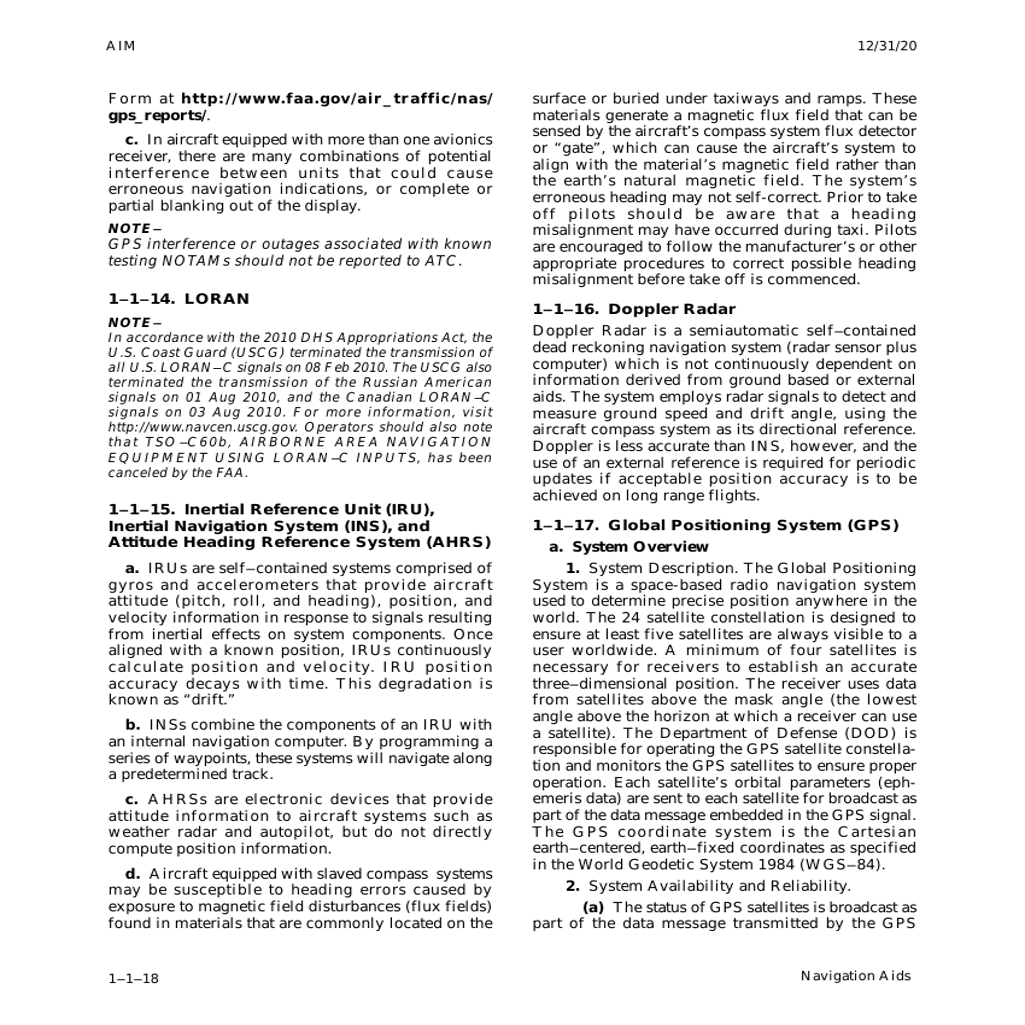 AIM
12/31/20
Form at http://www.faa.gov/air_traffic/nas/
gps_reports/.
c. In aircraft equipped with more than one avionics
receiver, there are many combinations of potential
interference between units that could cause
erroneous navigation indications, or complete or
partial blanking out of the display.
NOTE–
GPS interference or outages associated with known
testing NOTAMs should not be reported to ATC.
1–1–14. LORAN
NOTE–
In accordance with the 2010 DHS Appropriations Act, the
U.S. Coast Guard (USCG) terminated the transmission of
all U.S. LORAN–C signals on 08 Feb 2010. The USCG also
terminated the transmission of the Russian American
signals on 01 Aug 2010, and the Canadian LORAN–C
signals on 03 Aug 2010. For more information, visit
http://www.navcen.uscg.gov. Operators should also note
that TSO–C60b, AIRBORNE AREA NAVIGATION
EQUIPMENT USING LORAN–C INPUTS, has been
canceled by the FAA.
1–1–15. Inertial Reference Unit (IRU),
Inertial Navigation System (INS), and
Attitude Heading Reference System (AHRS)
a. IRUs are self–contained systems comprised of
gyros and accelerometers that provide aircraft
attitude (pitch, roll, and heading), position, and
velocity information in response to signals resulting
from inertial effects on system components. Once
aligned with a known position, IRUs continuously
calculate position and velocity. IRU position
accuracy decays with time. This degradation is
known as “drift.”
b. INSs combine the components of an IRU with
an internal navigation computer. By programming a
series of waypoints, these systems will navigate along
a predetermined track.
c. AHRSs are electronic devices that provide
attitude information to aircraft systems such as
weather radar and autopilot, but do not directly
compute position information.
d. Aircraft equipped with slaved compass systems
may be susceptible to heading errors caused by
exposure to magnetic field disturbances (flux fields)
found in materials that are commonly located on the
surface or buried under taxiways and ramps. These
materials generate a magnetic flux field that can be
sensed by the aircraft’s compass system flux detector
or “gate”, which can cause the aircraft’s system to
align with the material’s magnetic field rather than
the earth’s natural magnetic field. The system’s
erroneous heading may not self-correct. Prior to take
off pilots should be aware that a heading
misalignment may have occurred during taxi. Pilots
are encouraged to follow the manufacturer’s or other
appropriate procedures to correct possible heading
misalignment before take off is commenced.
1–1–16. Doppler Radar
Doppler Radar is a semiautomatic self–contained
dead reckoning navigation system (radar sensor plus
computer) which is not continuously dependent on
information derived from ground based or external
aids. The system employs radar signals to detect and
measure ground speed and drift angle, using the
aircraft compass system as its directional reference.
Doppler is less accurate than INS, however, and the
use of an external reference is required for periodic
updates if acceptable position accuracy is to be
achieved on long range flights.
1–1–17. Global Positioning System (GPS)
a. System Overview
1. System Description. The Global Positioning
System is a space-based radio navigation system
used to determine precise position anywhere in the
world. The 24 satellite constellation is designed to
ensure at least five satellites are always visible to a
user worldwide. A minimum of four satellites is
necessary for receivers to establish an accurate
three–dimensional position. The receiver uses data
from satellites above the mask angle (the lowest
angle above the horizon at which a receiver can use
a satellite). The Department of Defense (DOD) is
responsible for operating the GPS satellite constella-
tion and monitors the GPS satellites to ensure proper
operation. Each satellite’s orbital parameters (eph-
emeris data) are sent to each satellite for broadcast as
part of the data message embedded in the GPS signal.
The GPS coordinate system is the Cartesian
earth–centered, earth–fixed coordinates as specified
in the World Geodetic System 1984 (WGS–84).
2. System Availability and Reliability.
(a) The status of GPS satellites is broadcast as
part of the data message transmitted by the GPS
1–1–18
Navigation Aids